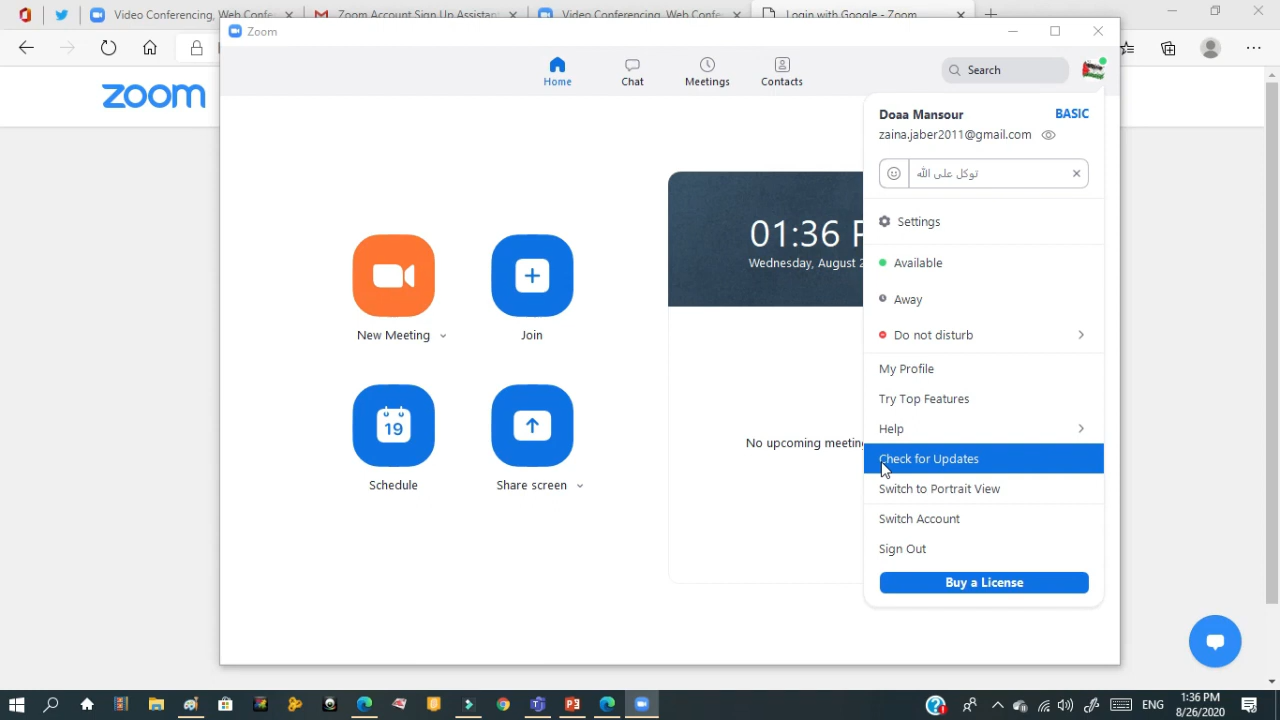 Video Conferencing, Web Confe
Zoom Account Sign Up Assistan
Video Conferencing, Web Confe
Login with Google - Zoom
Zoom
zoom
Home
Chat
Meetings
Contacts
Search
Doaa Mansour
BASIC
zaina.jaber2011@gmail.com
توكل على الله
Settings
Available
Away
Do not disturb
My Profile
Try Top Features
Help
Check for Updates
Switch to Portrait View
Switch Account
Sign Out
Buy a License
01:36 P
Wednesday, August 2
No upcoming meeting
New Meeting
Join
19
Schedule
Share screen
ENG
1:36 PM
8/26/2020